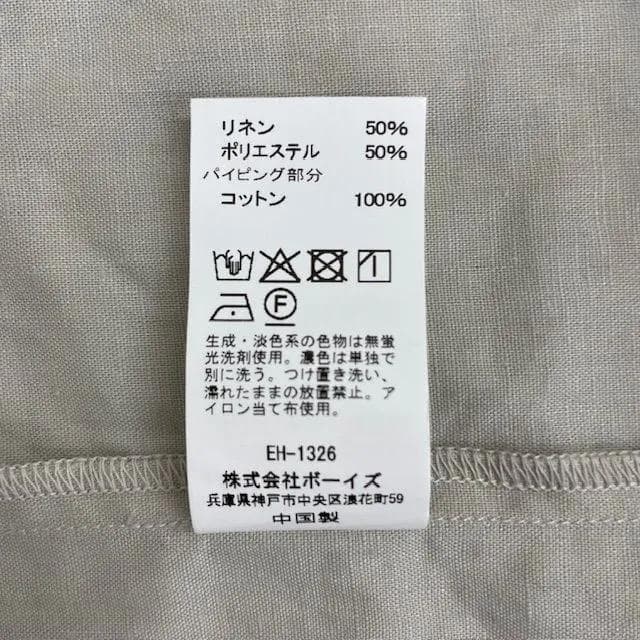 リネン 50%
ポリエステル 50%
パイピング部分
コットン 100%
F
生成・淡色系の色物は無蛍
光洗剤使用。濃色は単独で
別に洗う。つけ置き洗い、
濡れたままの放置禁止。ア
イロン当て布使用。
EH-1326
株式会社ボーイズ
兵庫県神戸市中央区浪花町59
中国製